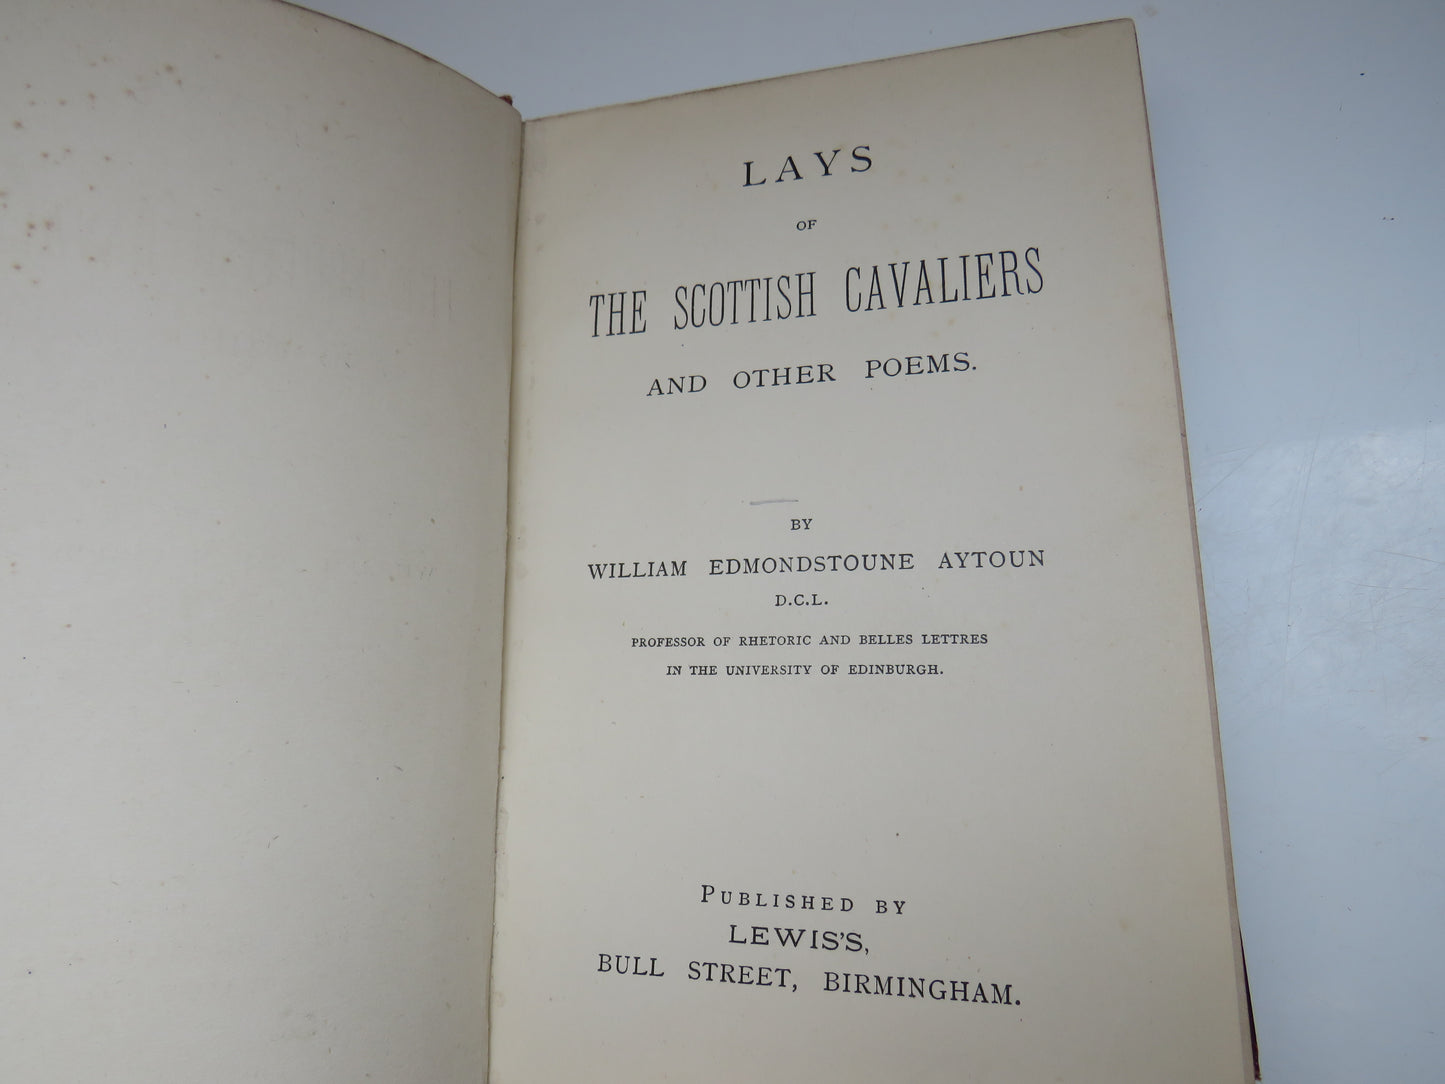 LAYS
OF
THE SCOTTISH CAVALIERS
AND OTHER POEMS.
BY
WILLIAM EDMONDSTOUNE AYTOUN
D.C.L.
PROFESSOR OF RHETORIC AND BELLES LETTRES
IN THE UNIVERSITY OF EDINBURGH.
PUBLISHED BY
LEWIS'S,
BULL STREET, BIRMINGHAM.